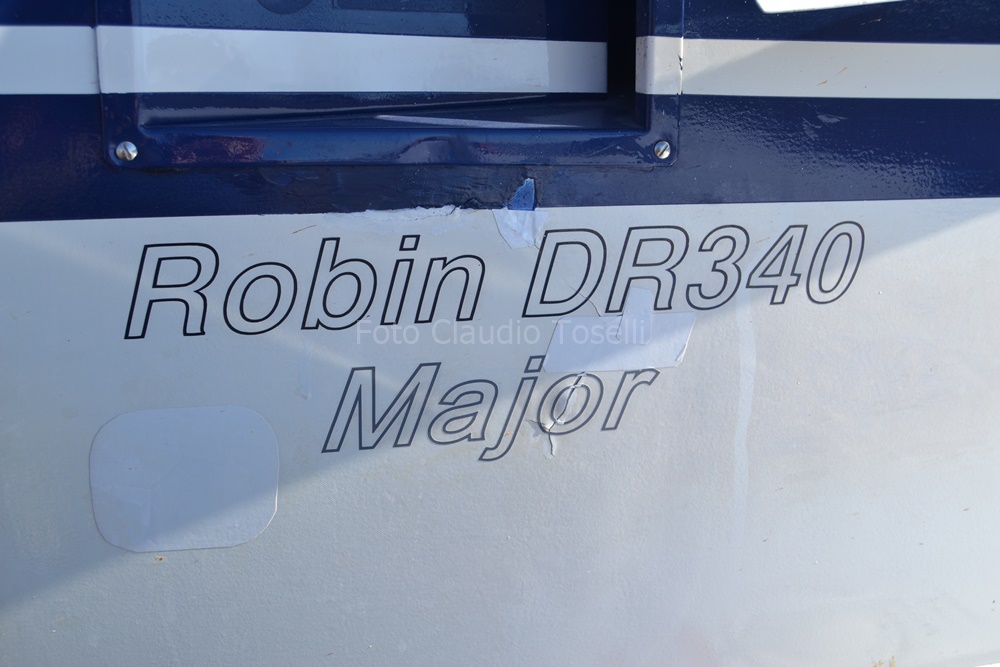 Robin DR340
Foto Claudio Toselli
Major